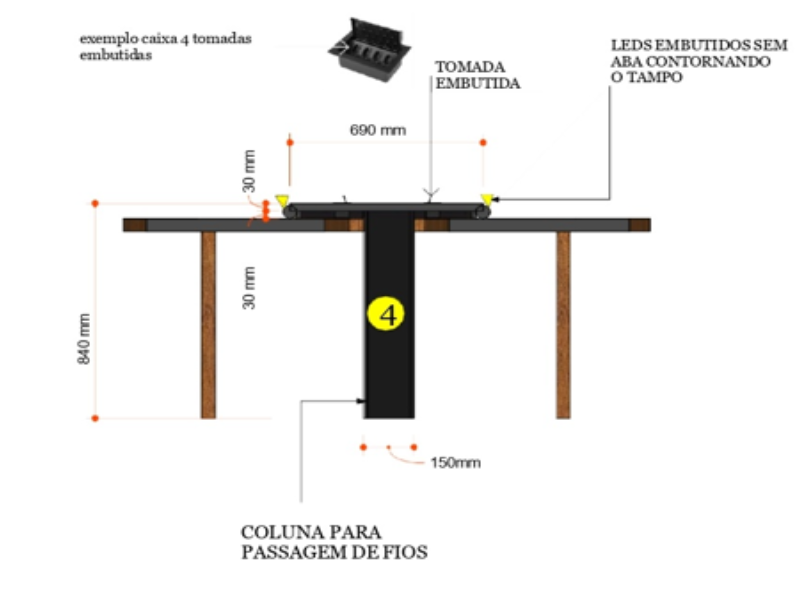 exemplo caixa 4 tomadas
embutidas
TOMADA
EMBUTIDA
LEDS EMBUTIDOS SEM
ABA CONTORNANDO
O TAMPO
690 mm
30 mm
30 mm
840 mm
4
150mm
COLUNA PARA
PASSAGEM DE FIOS